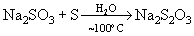 Na₂SO₃ + S ⟶ Na₂S₂O₃
H₂O
~100°C